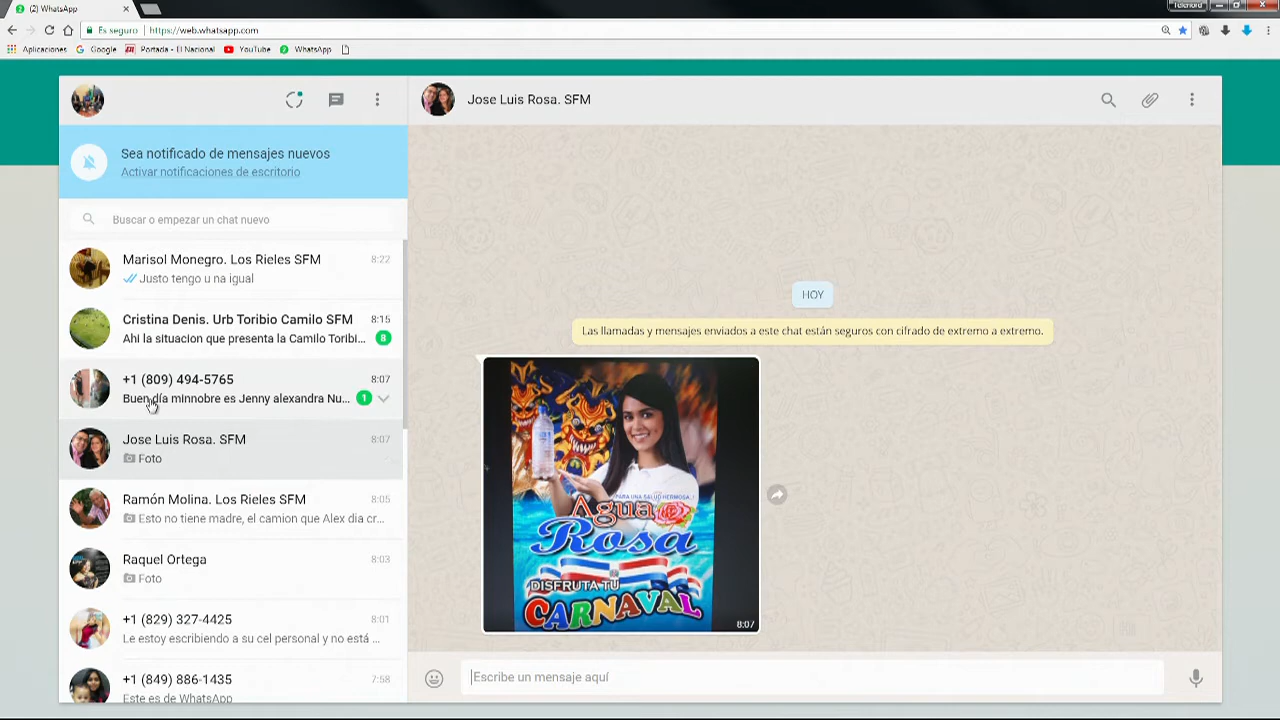 (2) WhatsApp
Telenord
Es seguro
https://web.whatsapp.com
Aplicaciones
Google
Portada - El Nacional
YouTube
WhatsApp
Jose Luis Rosa. SFM
Sea notificado de mensajes nuevos
Activar notificaciones de escritorio
Buscar o empezar un chat nuevo
Marisol Monegro. Los Rieles SFM
8:22
Justo tengo u na igual
Cristina Denis. Urb Toribio Camilo SFM
8:15
Ahi la situacion que presenta la Camilo Toribi...
8
+1 (809) 494-5765
8:07
Buen día minnobre es Jenny alexandra Nu...
1
Jose Luis Rosa. SFM
8:07
Foto
Ramón Molina. Los Rieles SFM
8:05
Esto no tiene madre, el camion que Alex dia cr...
Raquel Ortega
8:03
Foto
+1 (829) 327-4425
8:01
Le estoy escribiendo a su cel personal y no está ...
+1 (849) 886-1435
7:58
Este es de WhatsApp
HOY
Las llamadas y mensajes enviados a este chat están seguros con cifrado de extremo a extremo.
¡PARA UNA SALUD HERMOSA..!
Agua
Rosa
DISFRUTA TU
CARNAVAL
8:07
Escribe un mensaje aquí